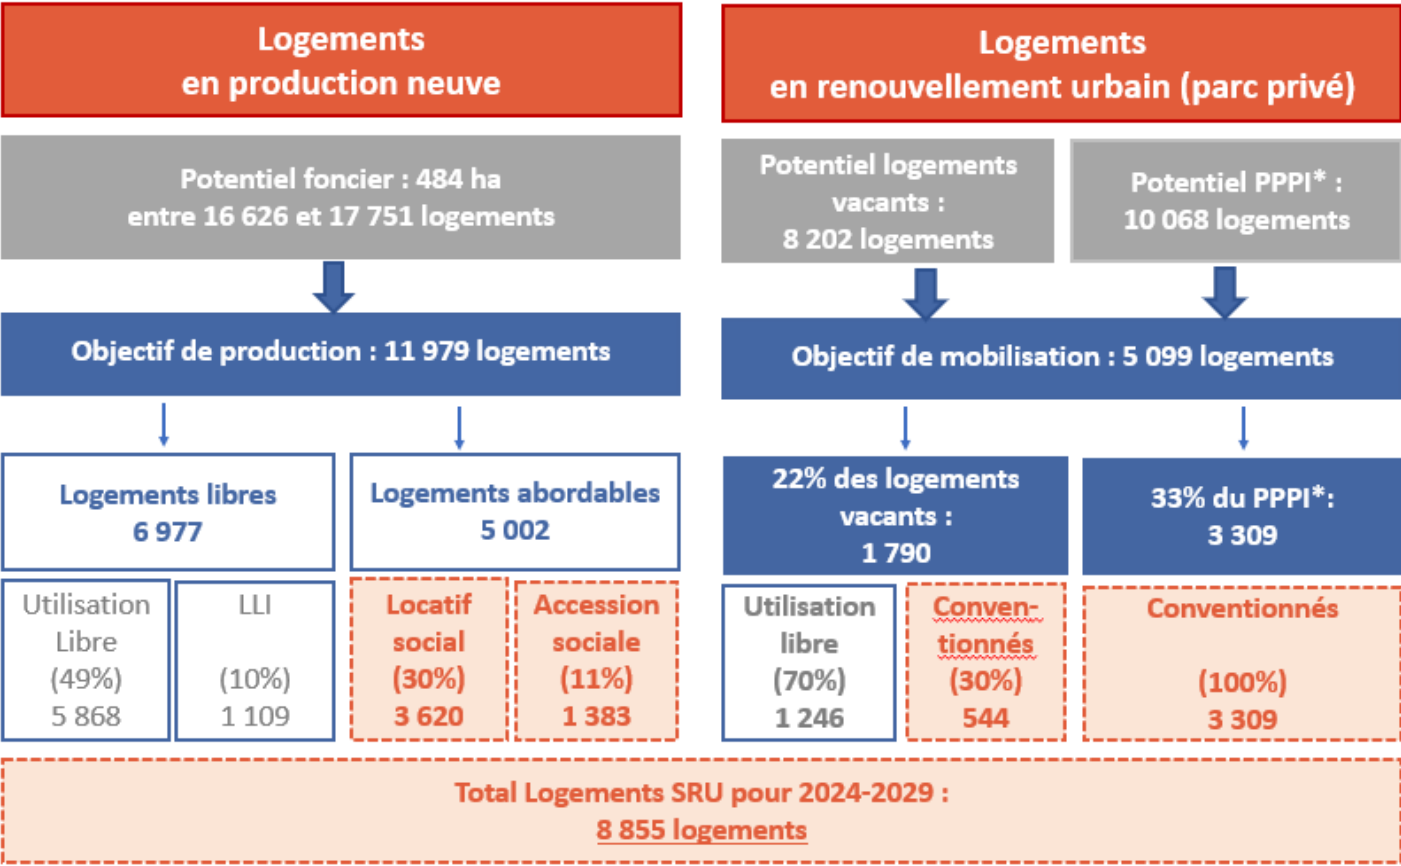 Logements
en production neuve
Potentiel foncier : 484 ha
entre 16 626 et 17 751 logements
Objectif de production : 11 979 logements
Logements libres
6 977
Logements abordables
5 002
Utilisation
Libre
(49%)
5 868
LLI
(10%)
1 109
Locatif
social
(30%)
3 620
Accession
sociale
(11%)
1 383
Logements
en renouvellement urbain (parc privé)
Potentiel logements
vacants :
8 202 logements
Potentiel PPPI* :
10 068 logements
Objectif de mobilisation : 5 099 logements
22% des logements
vacants :
1 790
33% du PPPI*:
3 309
Utilisation
libre
(70%)
1 246
Conven-
tionnés
(30%)
544
Conventionnés
(100%)
3 309
Total Logements SRU pour 2024-2029 :
8 855 logements